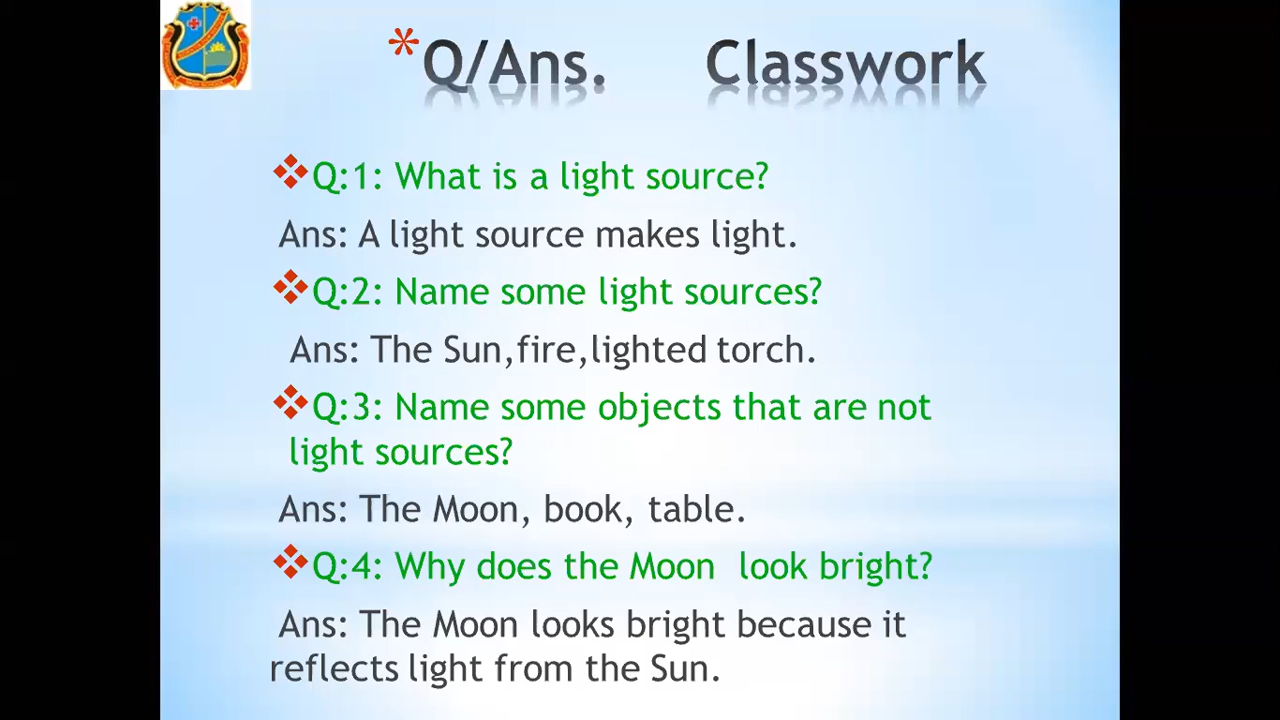 *Q/Ans. Classwork
❖Q:1: What is a light source?
Ans: A light source makes light.
❖Q:2: Name some light sources?
Ans: The Sun,fire,lighted torch.
❖Q:3: Name some objects that are not
light sources?
Ans: The Moon, book, table.
❖Q:4: Why does the Moon look bright?
Ans: The Moon looks bright because it
reflects light from the Sun.